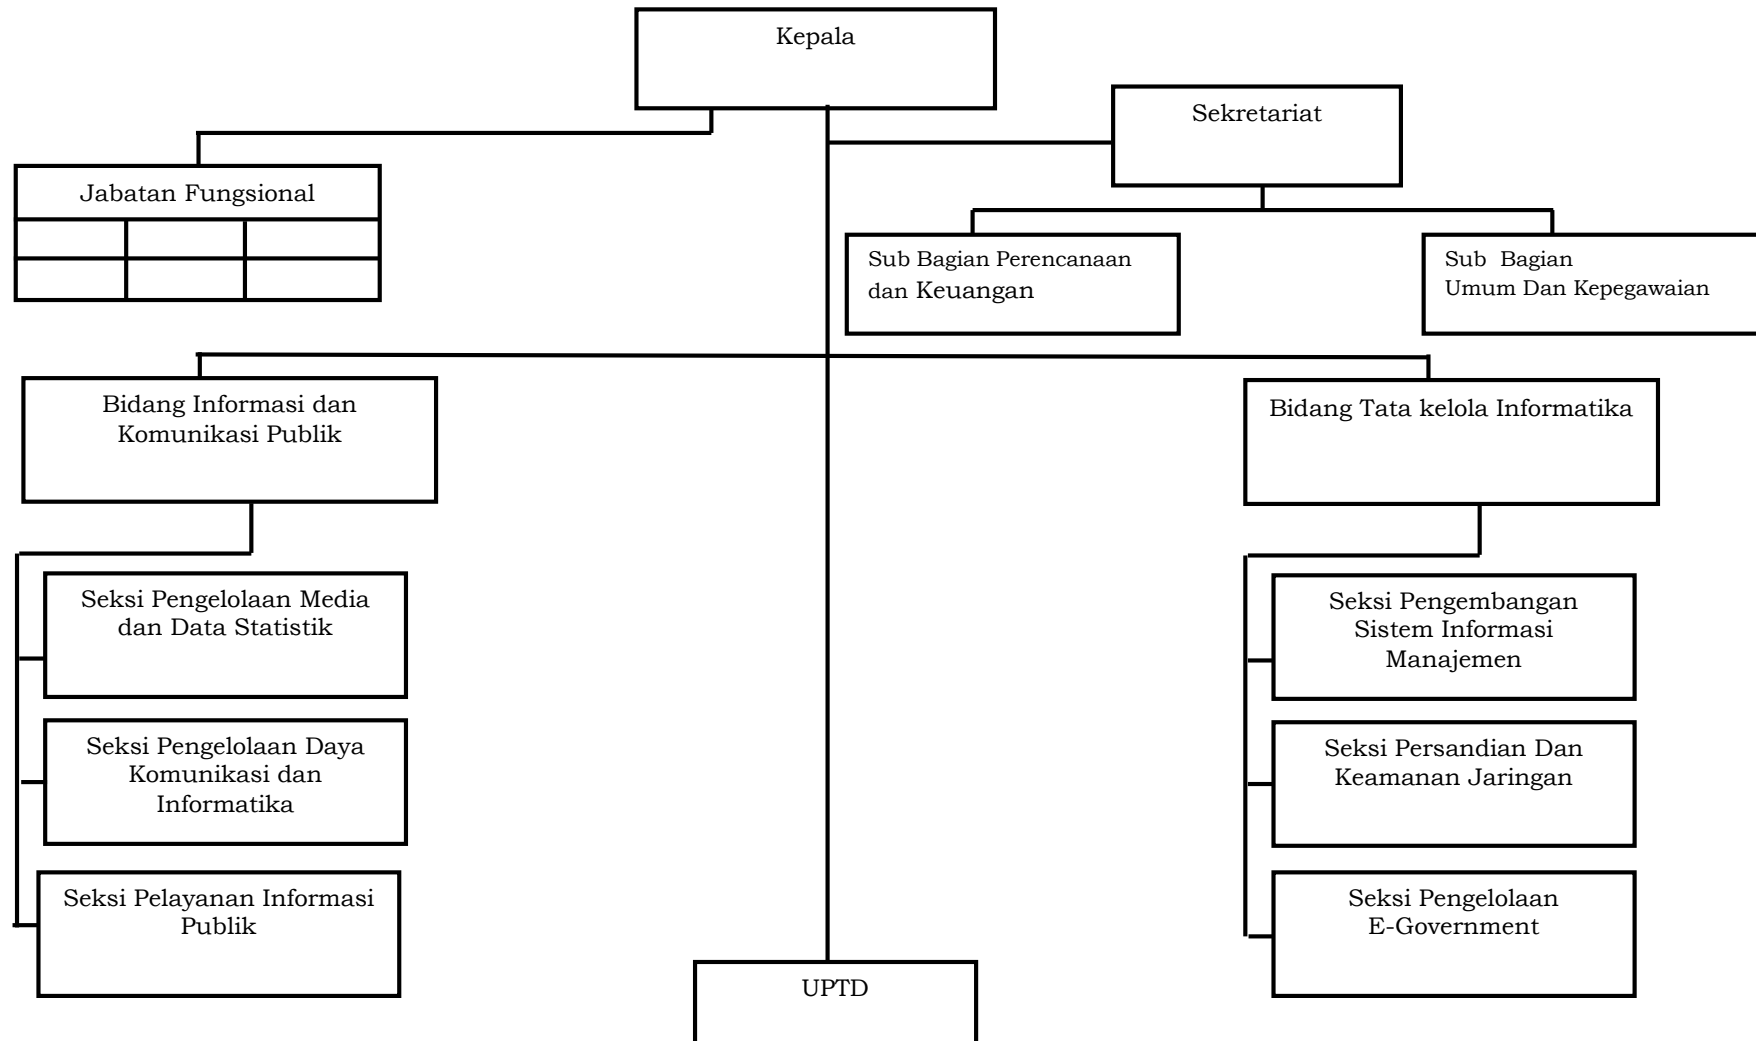 Kepala
Sekretariat
Jabatan Fungsional
Sub Bagian Perencanaan
dan Keuangan
Sub Bagian
Umum Dan Kepegawaian
Bidang Informasi dan
Komunikasi Publik
Bidang Tata kelola Informatika
Seksi Pengelolaan Media
dan Data Statistik
Seksi Pengelolaan Daya
Komunikasi dan
Informatika
Seksi Pelayanan Informasi
Publik
Seksi Pengembangan
Sistem Informasi
Manajemen
Seksi Persandian Dan
Keamanan Jaringan
Seksi Pengelolaan
E-Government
UPTD